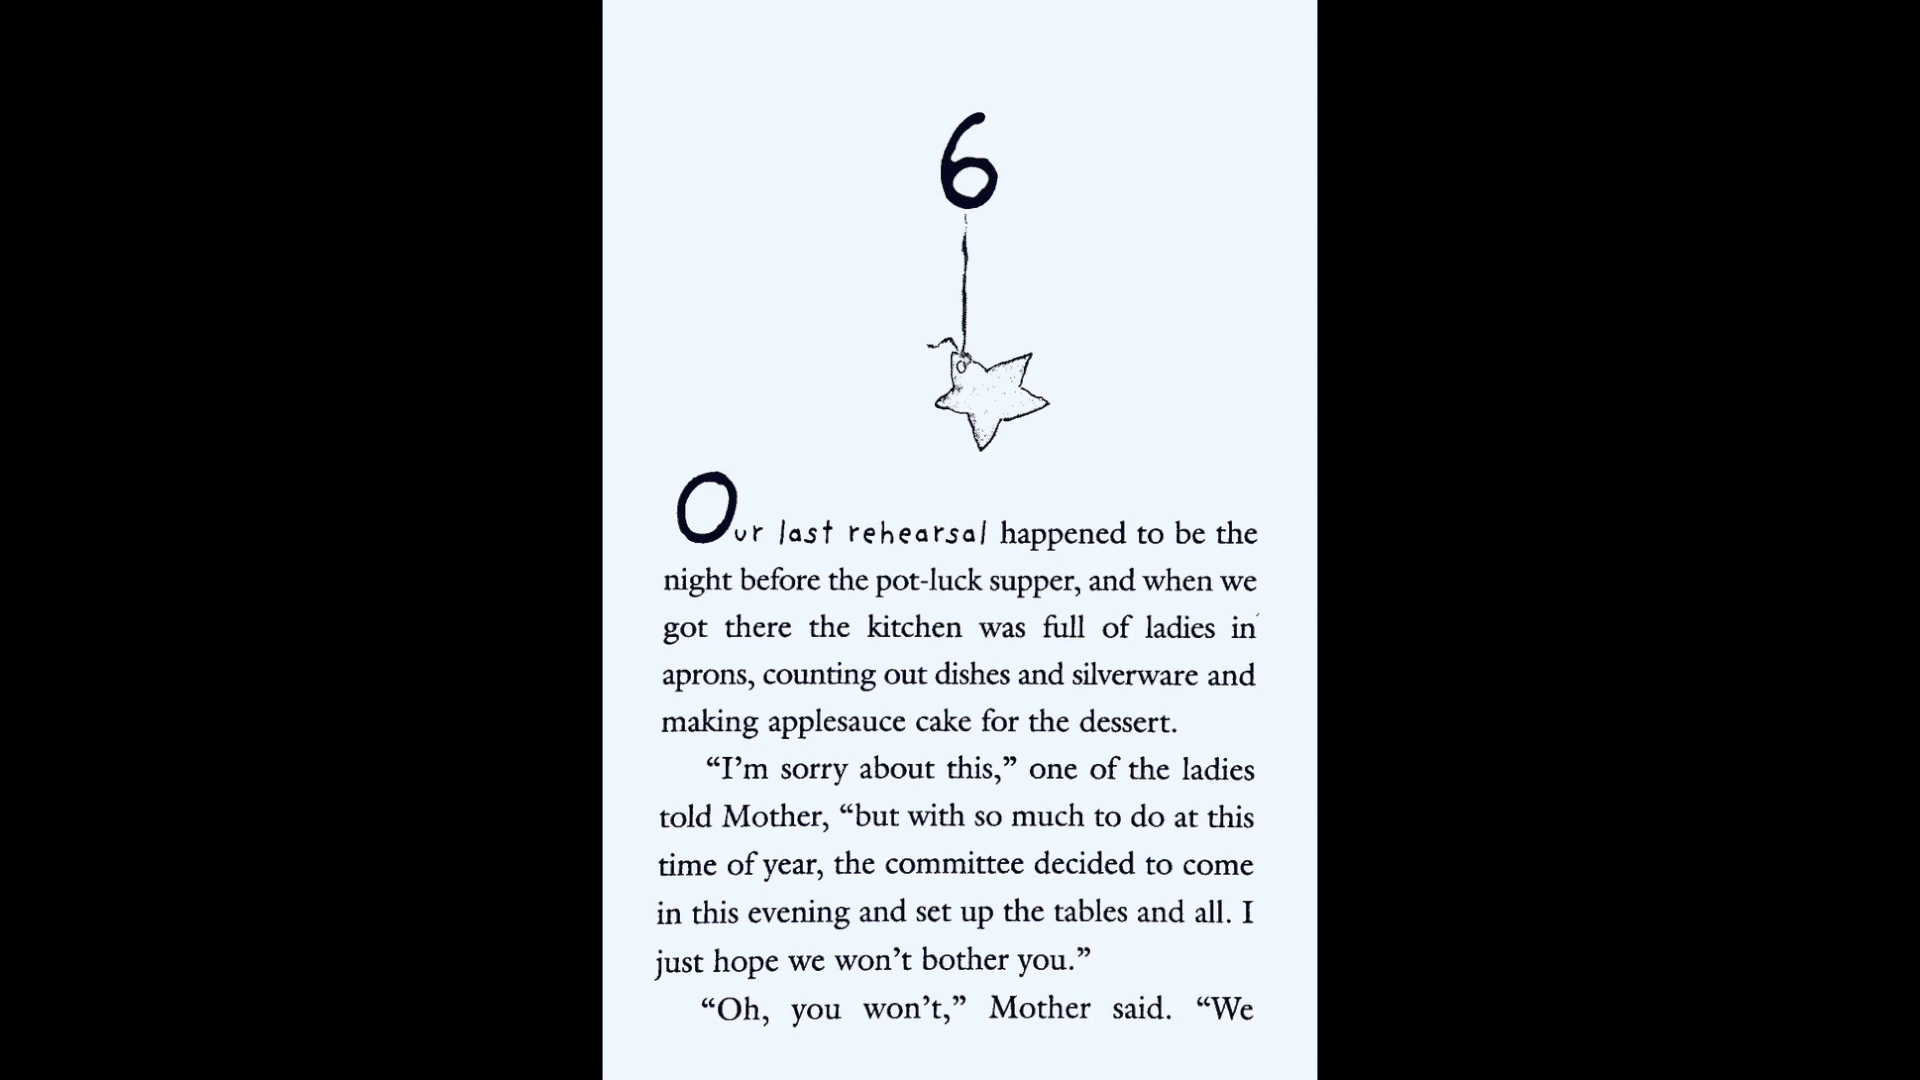 6
Our last rehearsal happened to be the
night before the pot-luck supper, and when we
got there the kitchen was full of ladies in
aprons, counting out dishes and silverware and
making applesauce cake for the dessert.
“I’m sorry about this,” one of the ladies
told Mother, “but with so much to do at this
time of year, the committee decided to come
in this evening and set up the tables and all. I
just hope we won’t bother you.”
“Oh, you won’t,” Mother said. “We